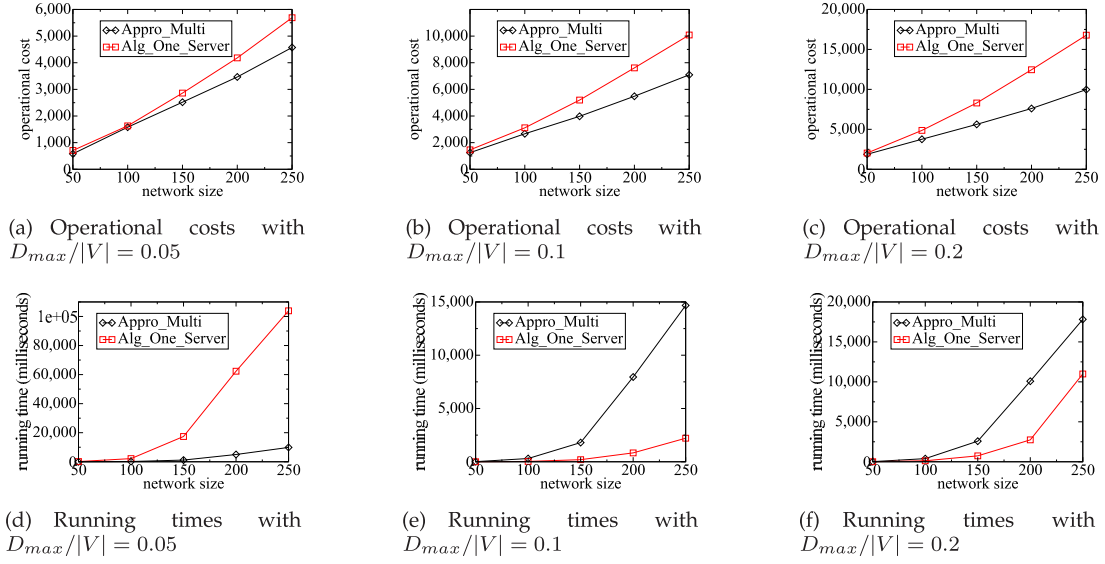 6,000
5,000
4,000
3,000
2,000
1,000
0
operational cost
Appro_Multi
Alg_One_Server
50 100 150 200 250
network size
(a) Operational costs with
D_max/|V| = 0.05
10,000
8,000
6,000
4,000
2,000
0
operational cost
Appro_Multi
Alg_One_Server
50 100 150 200 250
network size
(b) Operational costs with
D_max/|V| = 0.1
20,000
15,000
10,000
5,000
0
operational cost
Appro_Multi
Alg_One_Server
50 100 150 200 250
network size
(c) Operational costs with
D_max/|V| = 0.2
1e+05
80,000
60,000
40,000
20,000
0
running time (milliseconds)
Appro_Multi
Alg_One_Server
50 100 150 200 250
network size
(d) Running times with
D_max/|V| = 0.05
15,000
10,000
5,000
0
running time (milliseconds)
Appro_Multi
Alg_One_Server
50 100 150 200 250
network size
(e) Running times with
D_max/|V| = 0.1
20,000
15,000
10,000
5,000
0
running time (milliseconds)
Appro_Multi
Alg_One_Server
50 100 150 200 250
network size
(f) Running times with
D_max/|V| = 0.2